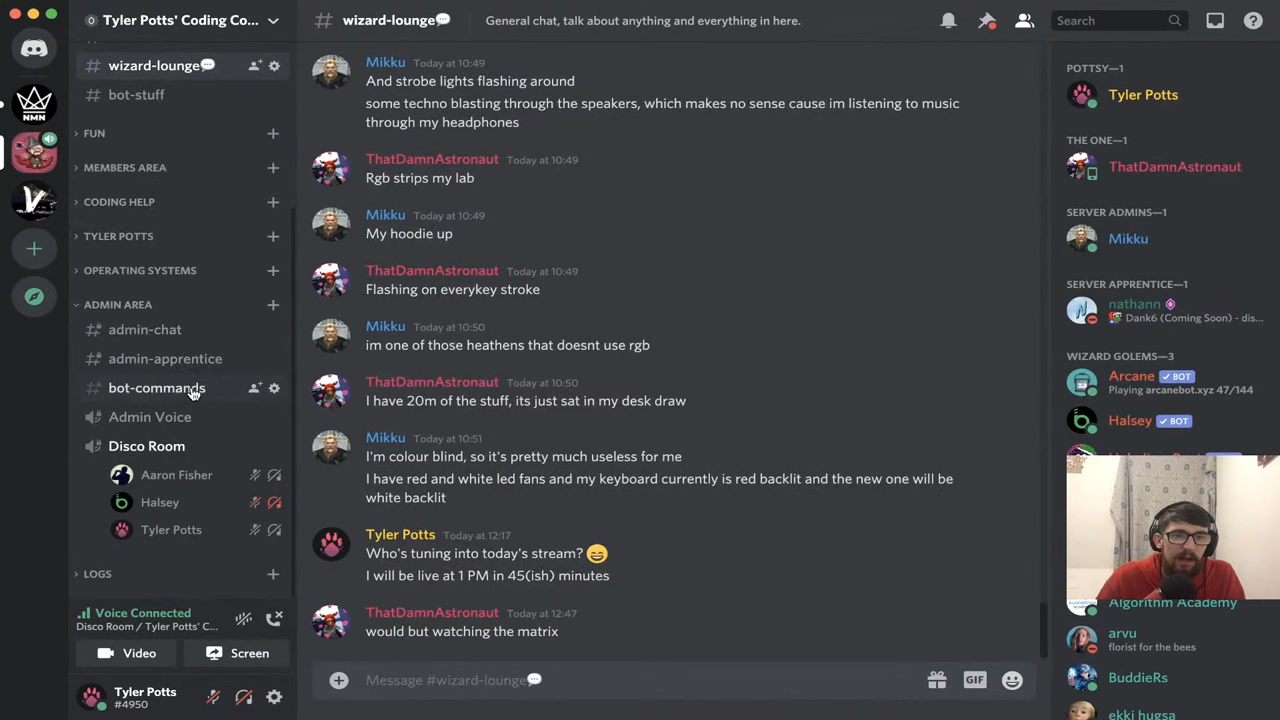 Tyler Potts' Coding Co...
# wizard-lounge💬
General chat, talk about anything and everything in here.
Search
NMN
V
# wizard-lounge💬
# bot-stuff
FUN
MEMBERS AREA
CODING HELP
TYLER POTTS
OPERATING SYSTEMS
ADMIN AREA
admin-chat
admin-apprentice
bot-commands
Admin Voice
Disco Room
Aaron Fisher
Halsey
Tyler Potts
LOGS
Voice Connected
Disco Room / Tyler Potts' C...
Video
Screen
Tyler Potts
#4950
Mikku Today at 10:49
And strobe lights flashing around
some techno blasting through the speakers, which makes no sense cause im listening to music
through my headphones
ThatDamnAstronaut Today at 10:49
Rgb strips my lab
Mikku Today at 10:49
My hoodie up
ThatDamnAstronaut Today at 10:49
Flashing on everykey stroke
Mikku Today at 10:50
im one of those heathens that doesnt use rgb
ThatDamnAstronaut Today at 10:50
I have 20m of the stuff, its just sat in my desk draw
Mikku Today at 10:51
I'm colour blind, so it's pretty much useless for me
I have red and white led fans and my keyboard currently is red backlit and the new one will be
white backlit
Tyler Potts Today at 12:17
Who's tuning into today's stream? 😄
I will be live at 1 PM in 45(ish) minutes
ThatDamnAstronaut Today at 12:47
would but watching the matrix
Message #wizard-lounge💬
GIF
POTTSY—1
Tyler Potts
THE ONE—1
ThatDamnAstronaut
SERVER ADMINS—1
Mikku
SERVER APPRENTICE—1
nathann
Dank6 (Coming Soon) - dis...
WIZARD GOLEMS—3
Arcane ✓ BOT
Playing arcanebot.xyz 47/144
Halsey ✓ BOT
Algorithm Academy
arvu
florist for the bees
BuddieRs
ekki hugsa